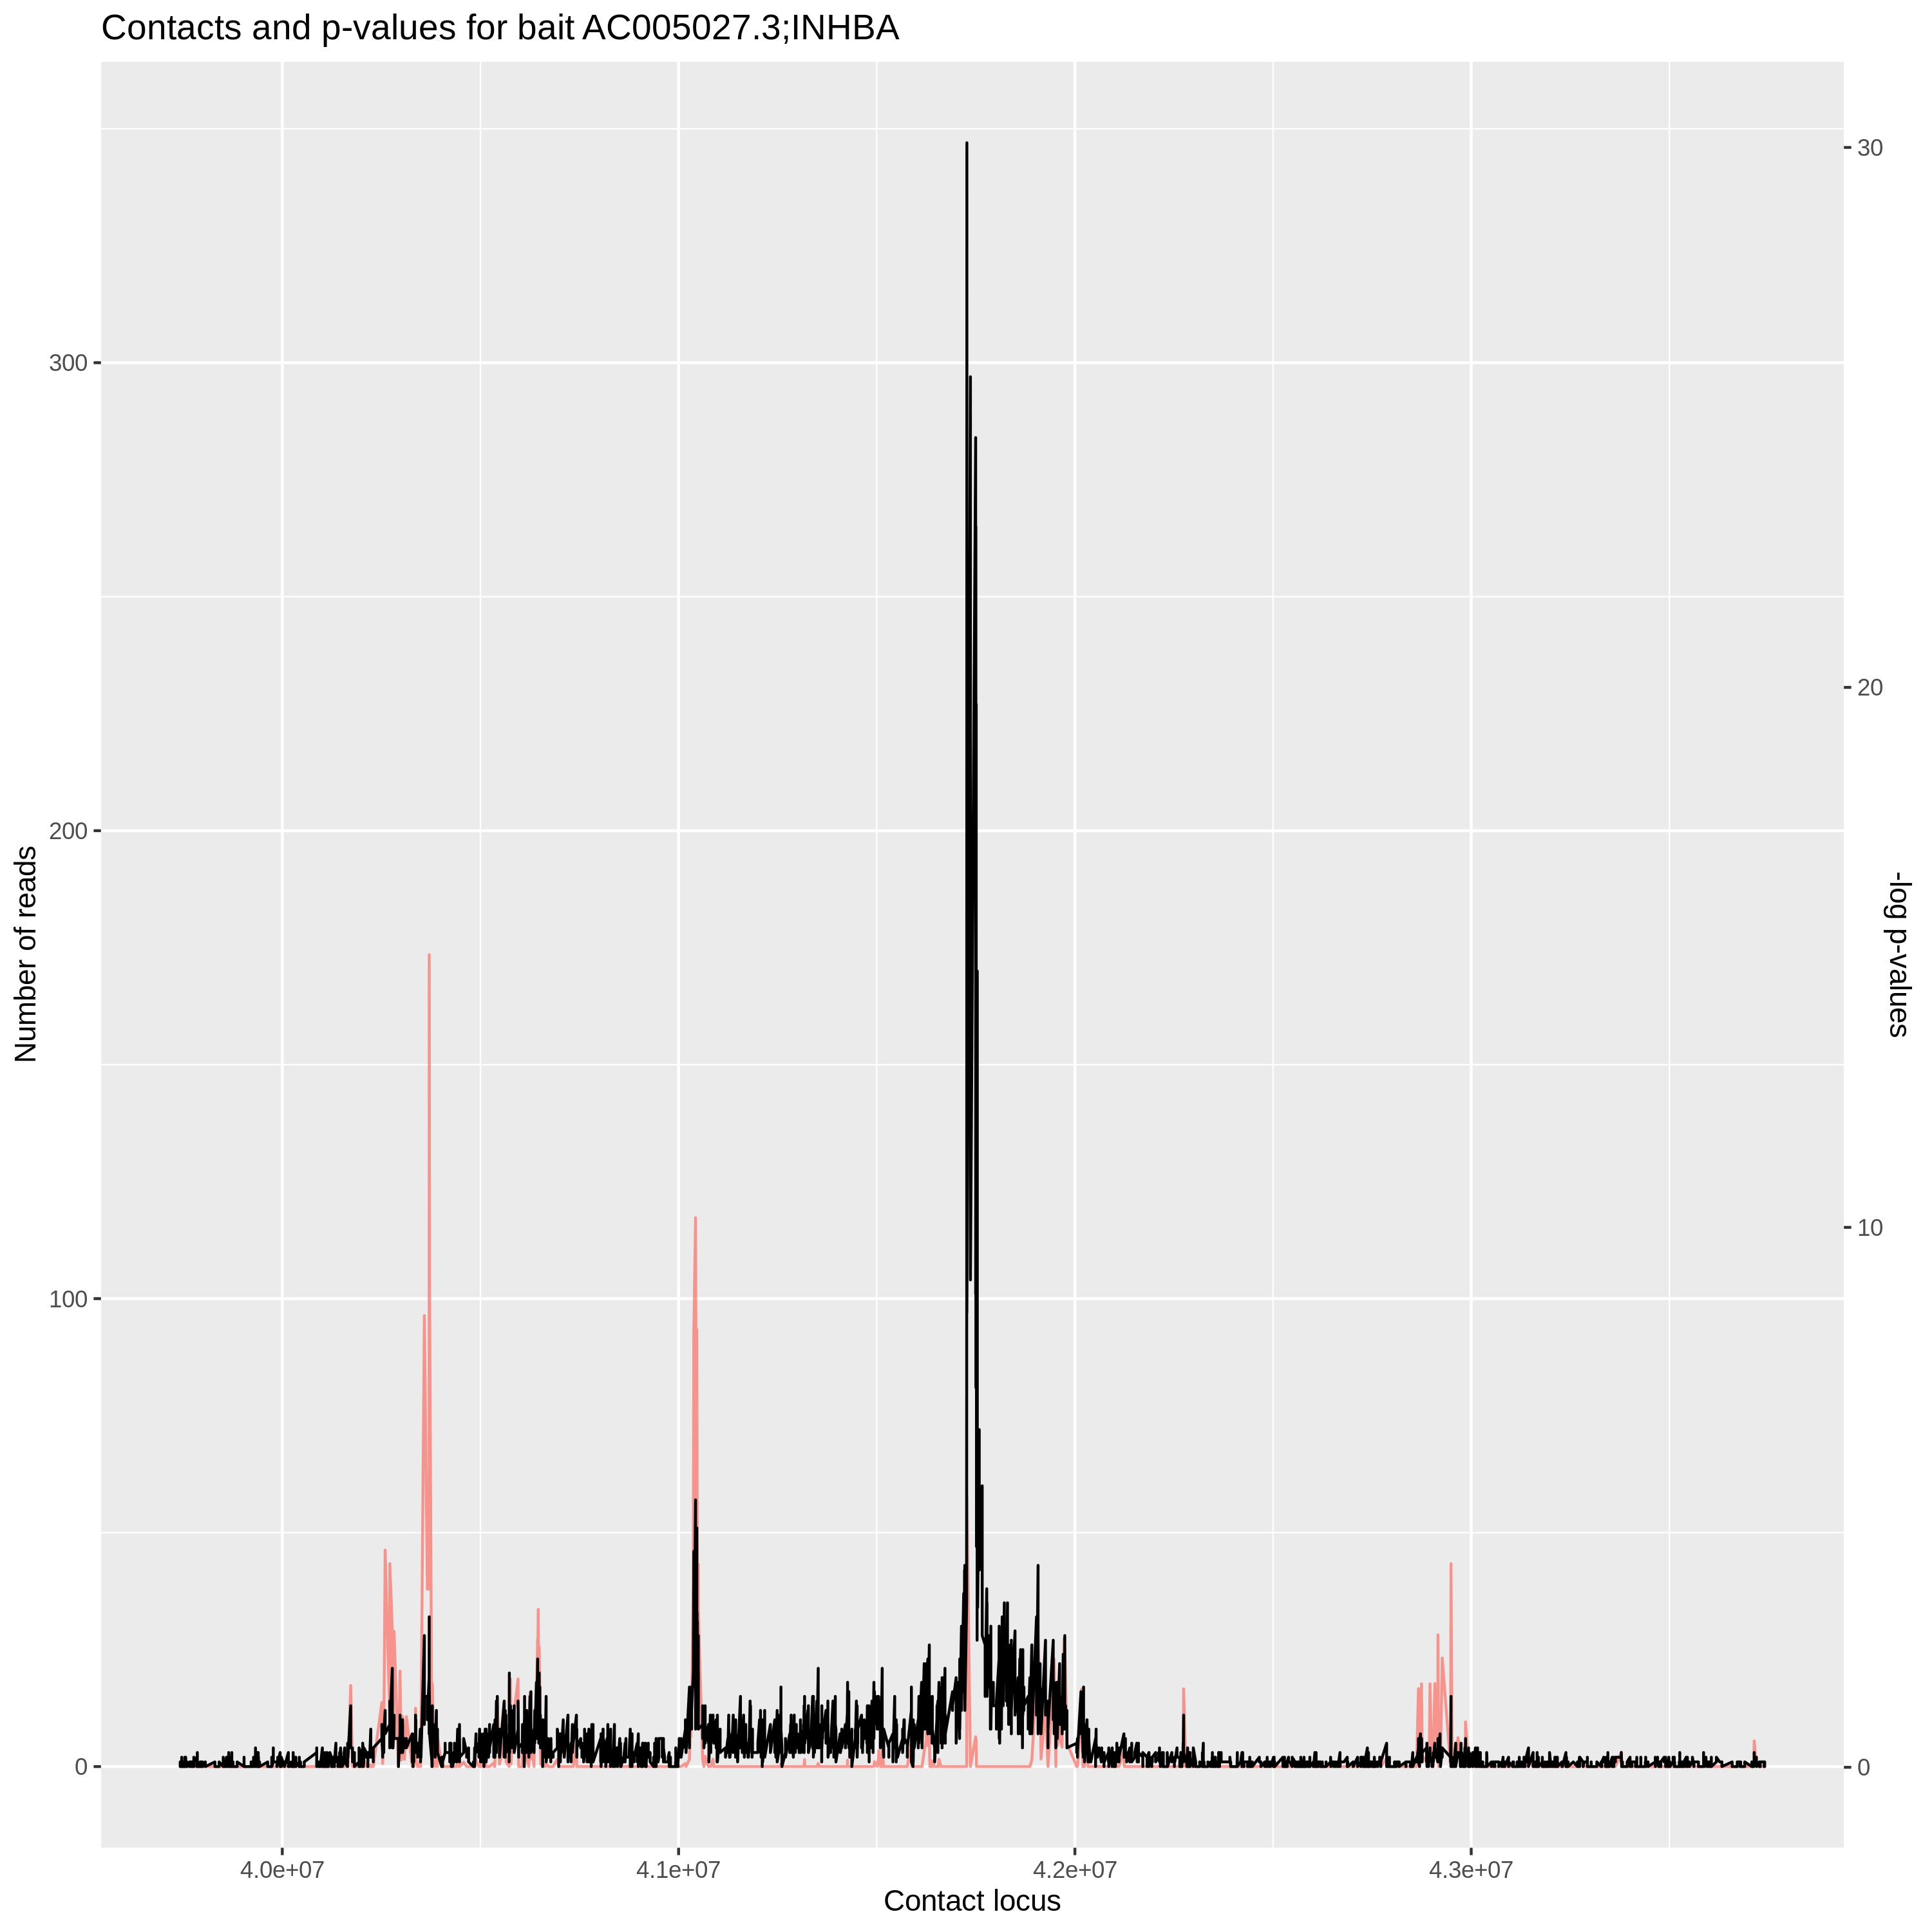 Contacts and p-values for bait AC005027.3;INHBA
300
200
100
0
Number of reads
30
20
10
0
-log p-values
4.0e+07
4.1e+07
4.2e+07
4.3e+07
Contact locus